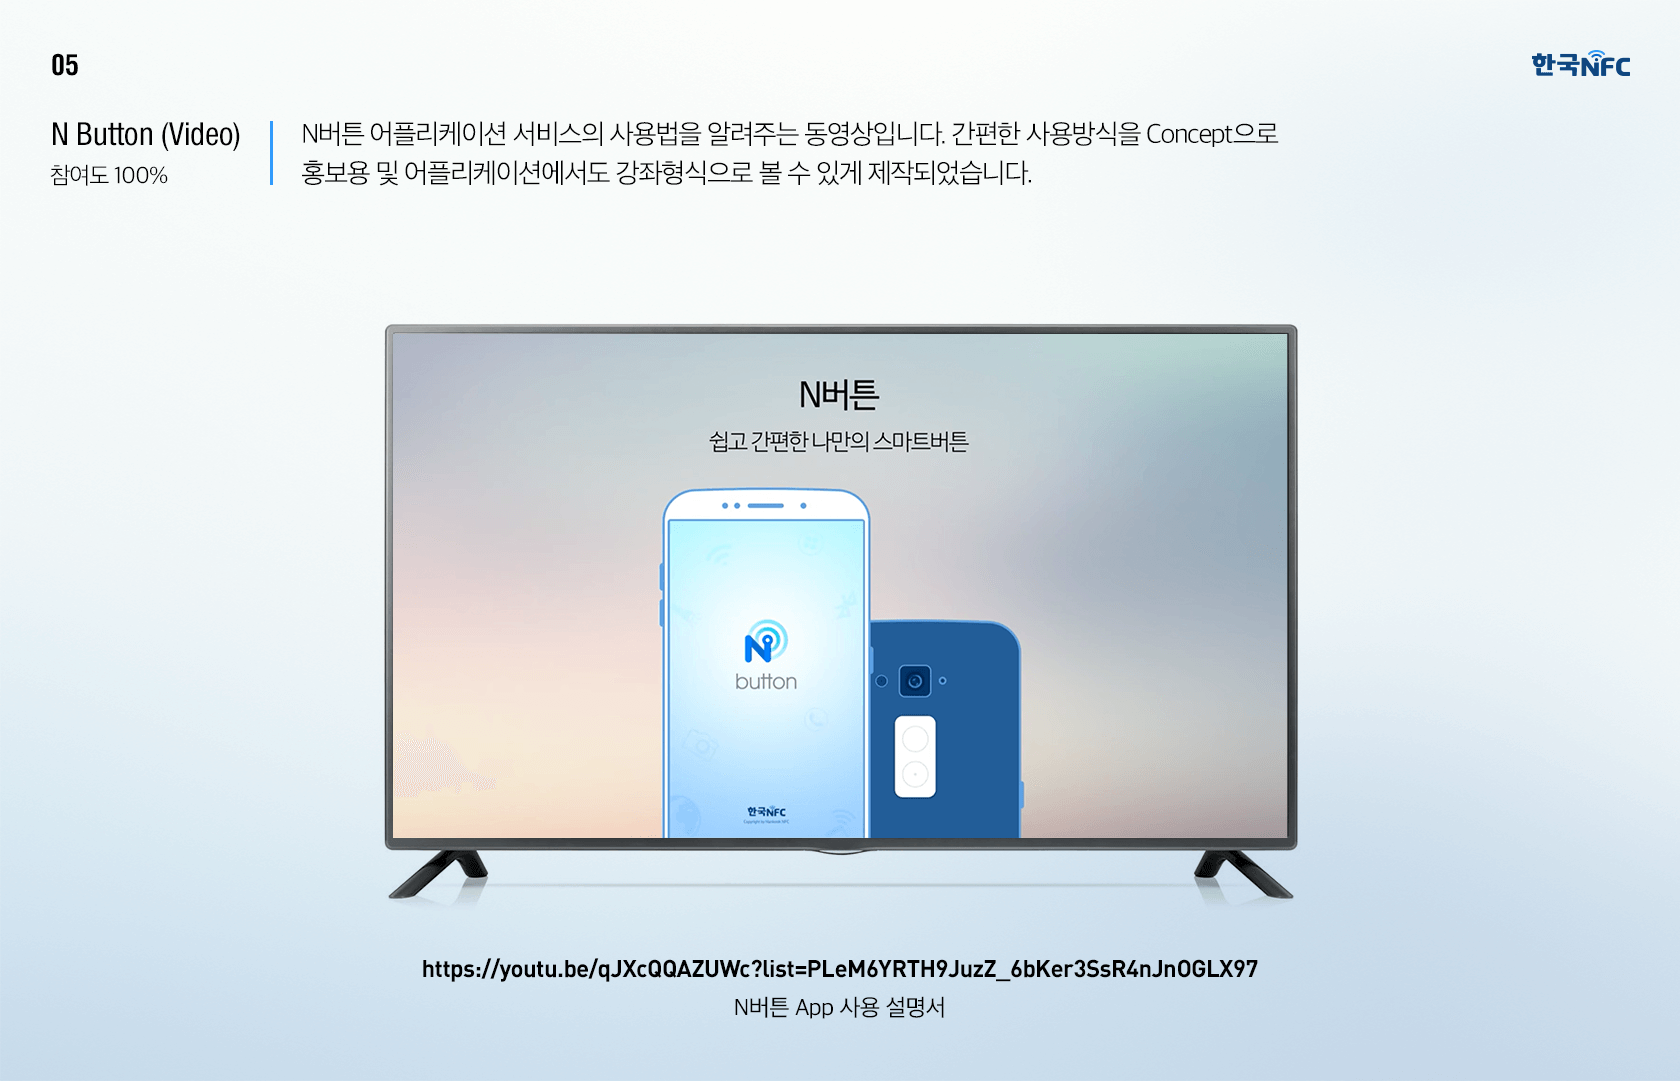 05
한국NFC
N Button (Video)
참여도 100%
N버튼 어플리케이션 서비스의 사용법을 알려주는 동영상입니다. 간편한 사용방식을 Concept으로
홍보용 및 어플리케이션에서도 강좌형식으로 볼 수 있게 제작되었습니다.
N버튼
쉽고 간편한 나만의 스마트버튼
N
button
한국NFC
https://youtu.be/qJXcQQAZUWc?list=PLeM6YRTH9JuzZ_6bKer3SsR4nJnOGLX97
N버튼 App 사용 설명서